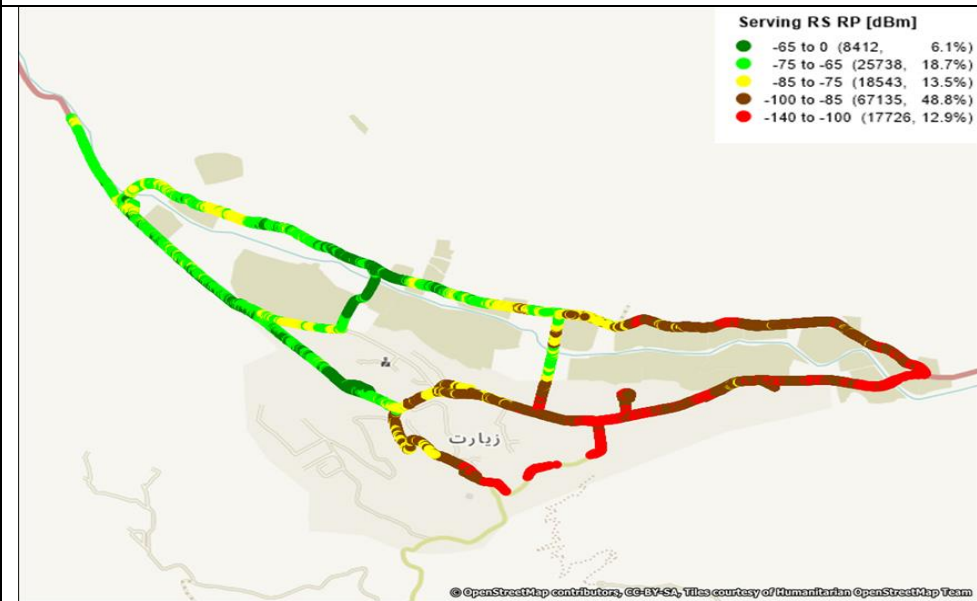 Serving RS RP [dBm]
-65 to 0 (8412, 6.1%)
-75 to -65 (25738, 18.7%)
-85 to -75 (18543, 13.5%)
-100 to -85 (67135, 48.8%)
-140 to -100 (17726, 12.9%)
زیارت
© OpenStreetMap contributors, CC-BY-SA, Tiles courtesy of Humanitarian OpenStreetMap Team